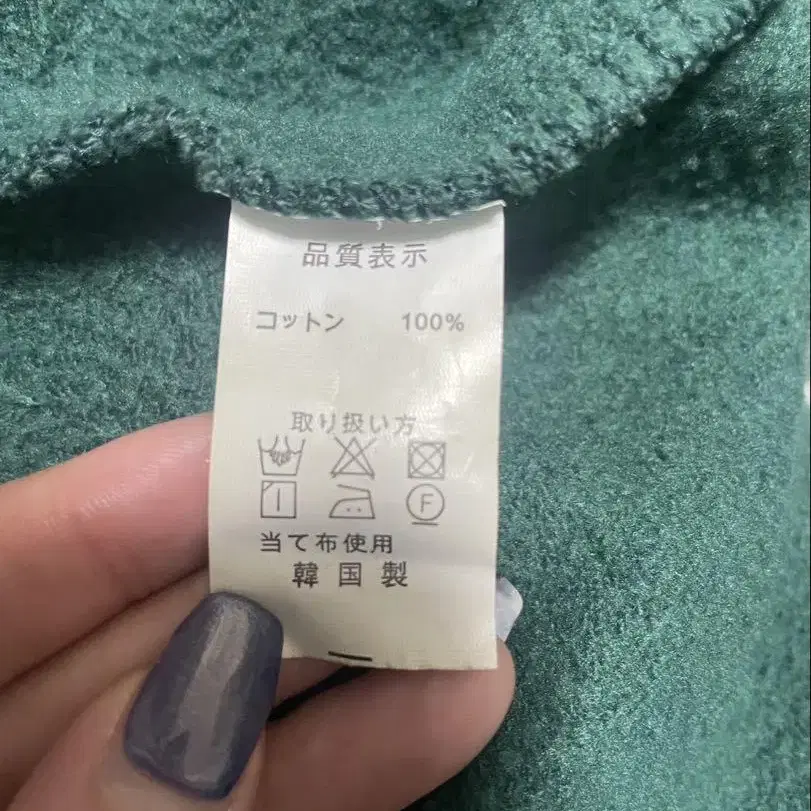 品質表示
コットン 100%
取り扱い方
F
当て布使用
韓国製